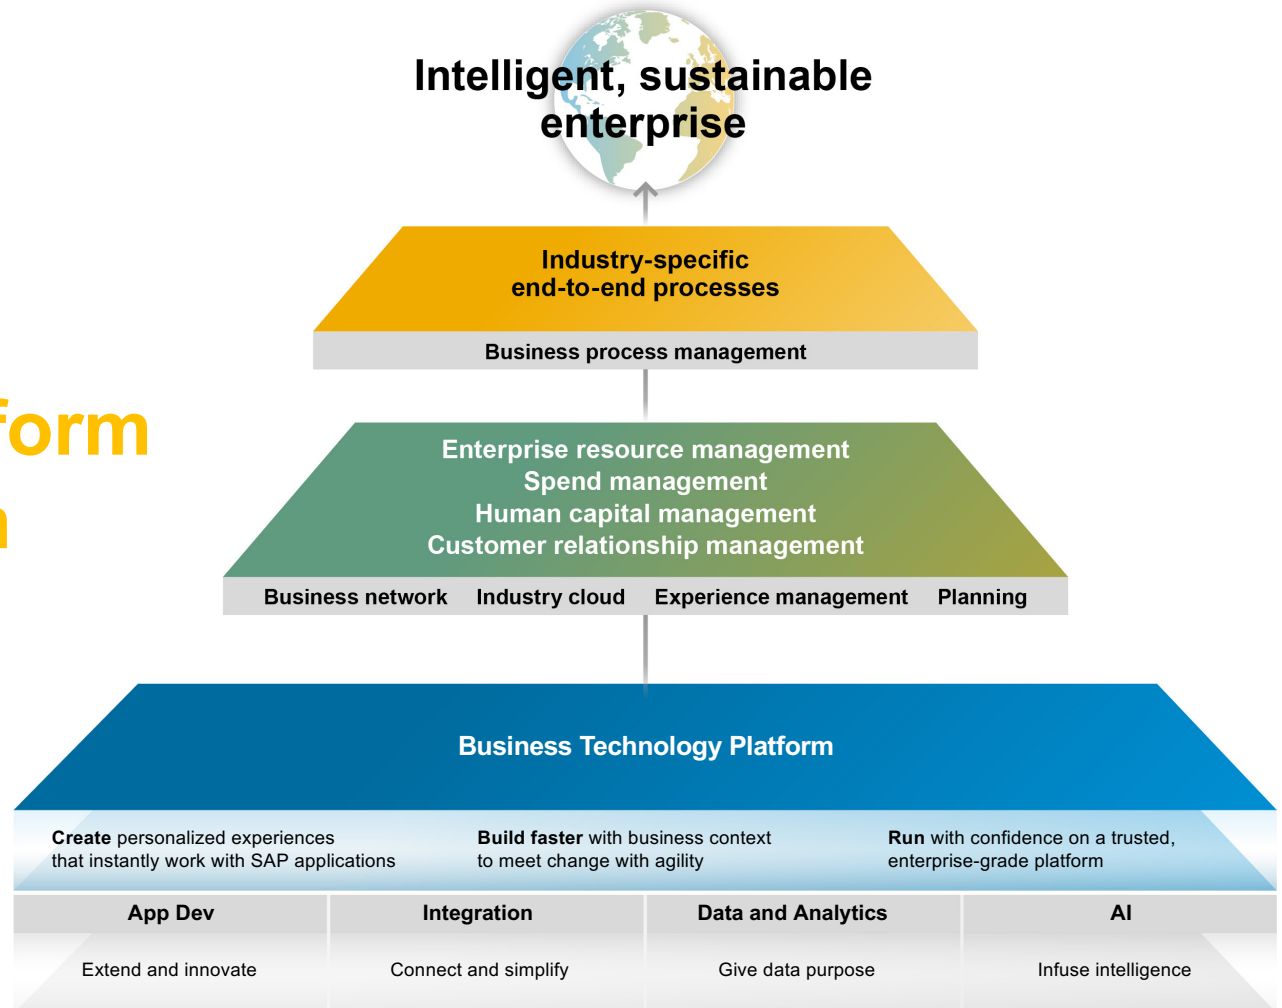 Intelligent, sustainable
enterprise
Industry-specific
end-to-end processes
Business process management
form
Enterprise resource management
Spend management
Human capital management
Customer relationship management
Business network Industry cloud Experience management Planning
Business Technology Platform
Create personalized experiences
that instantly work with SAP applications
Build faster with business context
to meet change with agility
Run with confidence on a trusted,
enterprise-grade platform
App Dev Integration Data and Analytics AI
Extend and innovate Connect and simplify Give data purpose Infuse intelligence